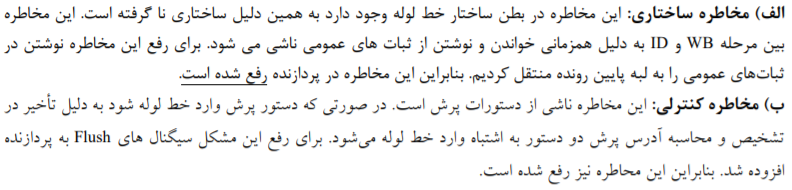 الف) مخاطره ساختاری: این مخاطره در بطن ساختار خط لوله وجود دارد به همین دلیل ساختاری نا گرفته است. این مخاطره
بین مرحله WB و ID به دلیل همزمانی خواندن و نوشتن از ثبات های عمومی ناشی می شود. برای رفع این مخاطره نوشتن در
ثبات‌های عمومی را به لبه پایین رونده منتقل کردیم. بنابراین این مخاطره در پردازنده رفع شده است.
ب) مخاطره کنترلی: این مخاطره ناشی از دستورات پرش است. در صورتی که دستور پرش وارد خط لوله شود به دلیل تأخیر در
تشخیص و محاسبه آدرس پرش دو دستور به اشتباه وارد خط لوله می‌شود. برای رفع این مشکل سیگنال های Flush به پردازنده
افزوده شد. بنابراین این محاطره نیز رفع شده است.